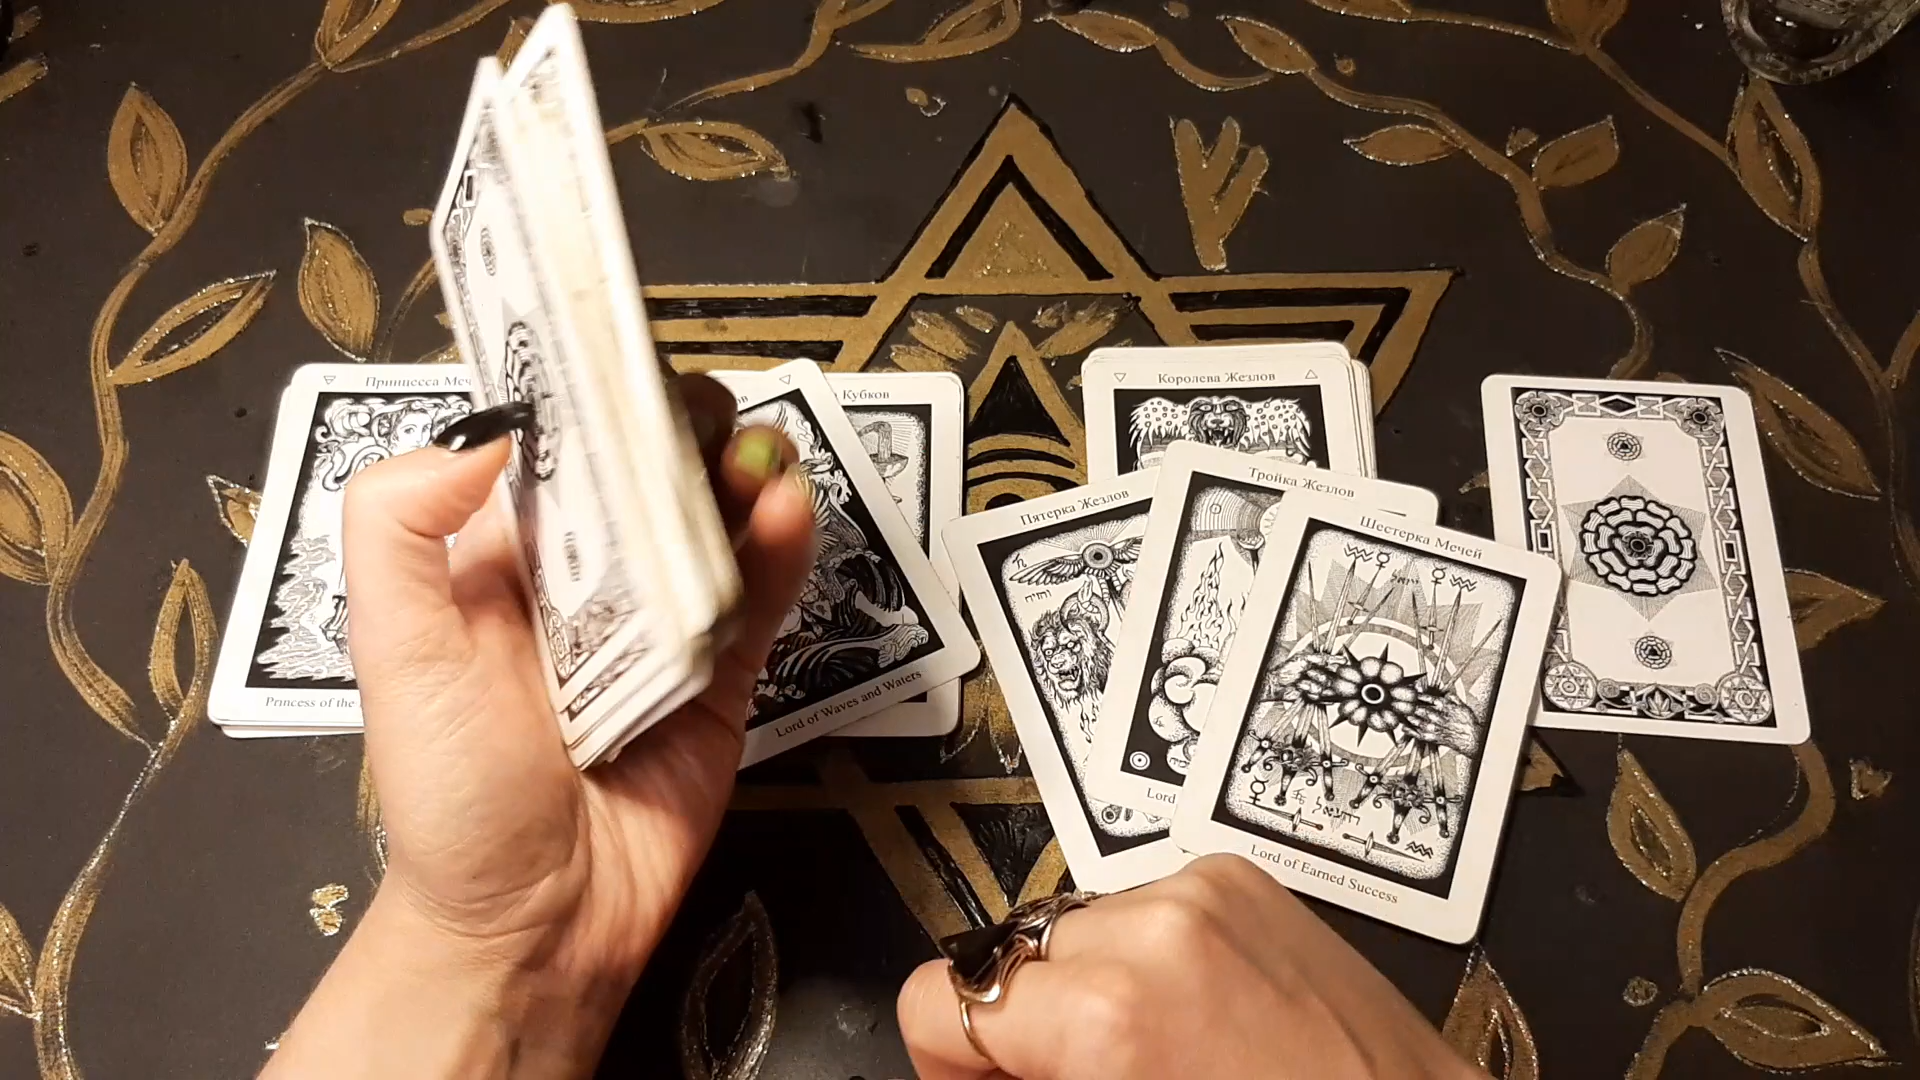 Принцесса
Princess of the
Lord of Waves and Waters
Кубков
Королева Жезлов
Пятерка Жезлов
Тройка Жезлов
Lord
Шестерка Мечей
Lord of Earned Success